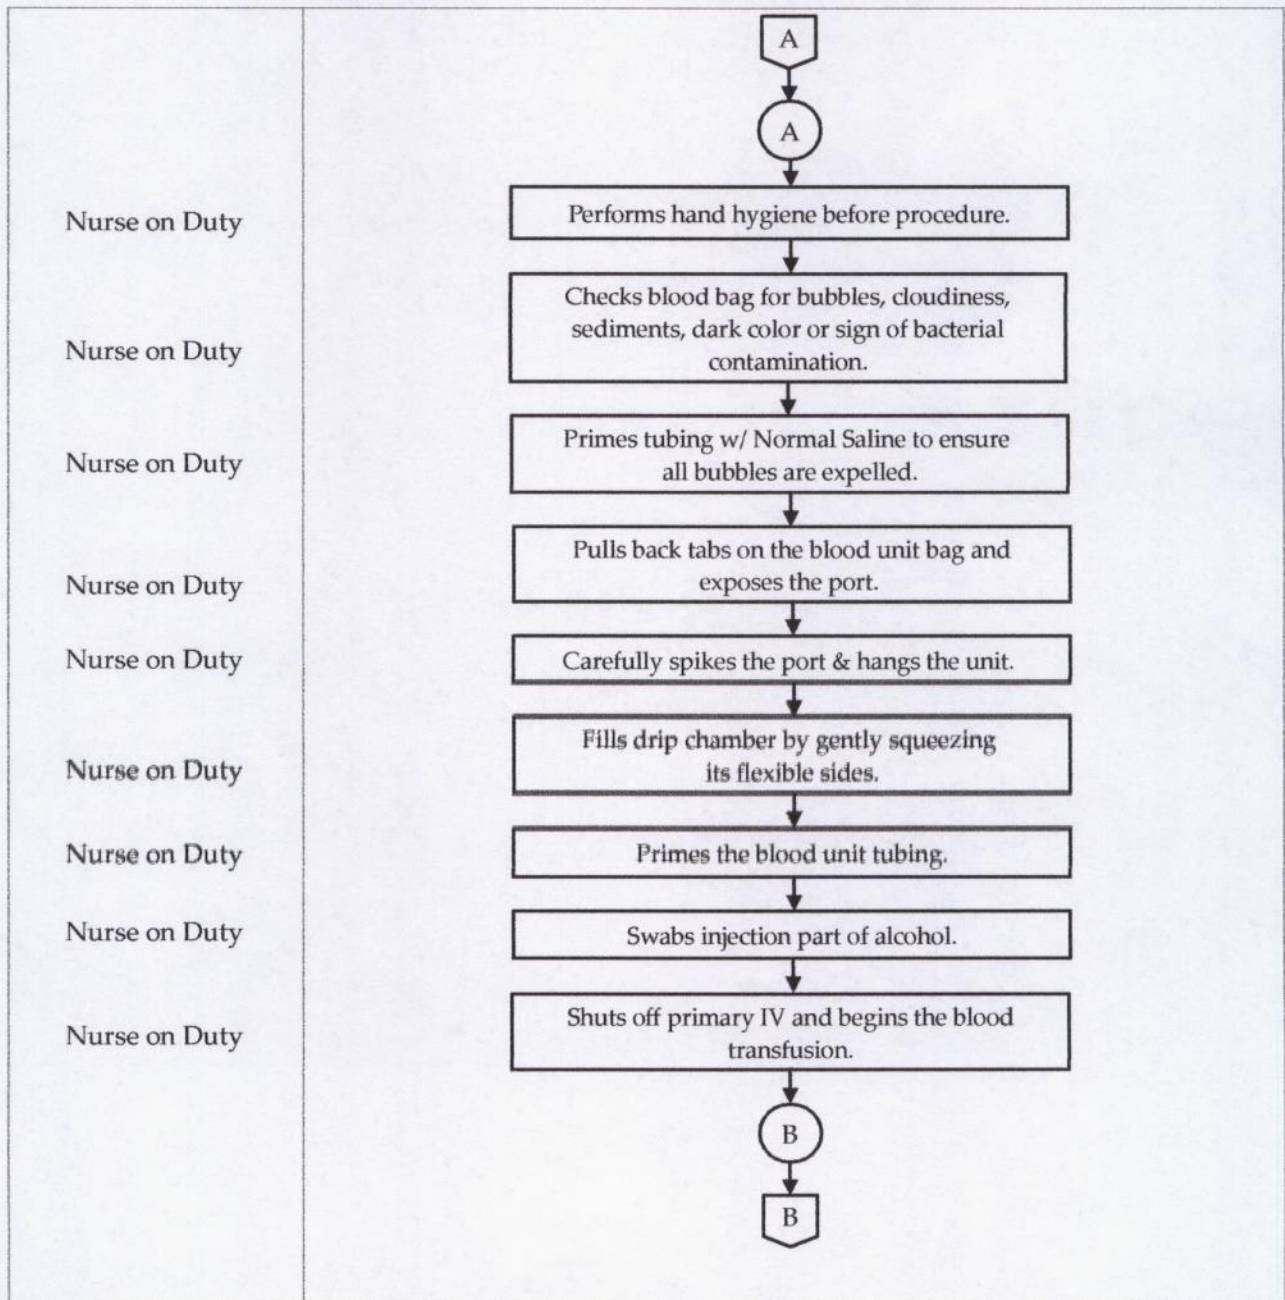 A
A
Nurse on Duty
Performs hand hygiene before procedure.
Nurse on Duty
Checks blood bag for bubbles, cloudiness,
sediments, dark color or sign of bacterial
contamination.
Nurse on Duty
Primes tubing w/ Normal Saline to ensure
all bubbles are expelled.
Nurse on Duty
Pulls back tabs on the blood unit bag and
exposes the port.
Nurse on Duty
Carefully spikes the port & hangs the unit.
Nurse on Duty
Fills drip chamber by gently squeezing
its flexible sides.
Nurse on Duty
Primes the blood unit tubing.
Nurse on Duty
Swabs injection part of alcohol.
Nurse on Duty
Shuts off primary IV and begins the blood
transfusion.
B
B